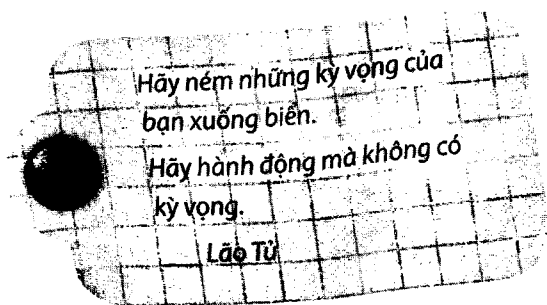 Hãy ném những kỳ vọng của
bạn xuống biển.
Hãy hành động mà không có
kỳ vọng.
Lão Tử